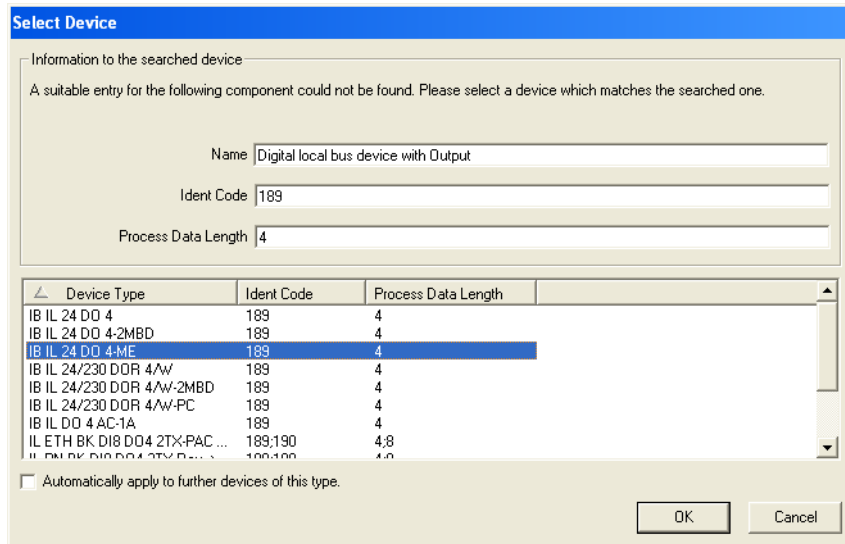 Select Device
Information to the searched device
A suitable entry for the following component could not be found. Please select a device which matches the searched one.
Name Digital local bus device with Output
Ident Code 189
Process Data Length 4
Device Type Ident Code Process Data Length
IB IL 24 DO 4 189 4
IB IL 24 DO 4-2MBD 189 4
IB IL 24 DO 4-ME 189 4
IB IL 24/230 DOR 4/W 189 4
IB IL 24/230 DOR 4/W-2MBD 189 4
IB IL 24/230 DOR 4/W-PC 189 4
IB IL DO 4 AC-1A 189 4
IL ETH BK DI8 DO4 2TX-PAC ... 189;190 4;8
Automatically apply to further devices of this type.
OK Cancel